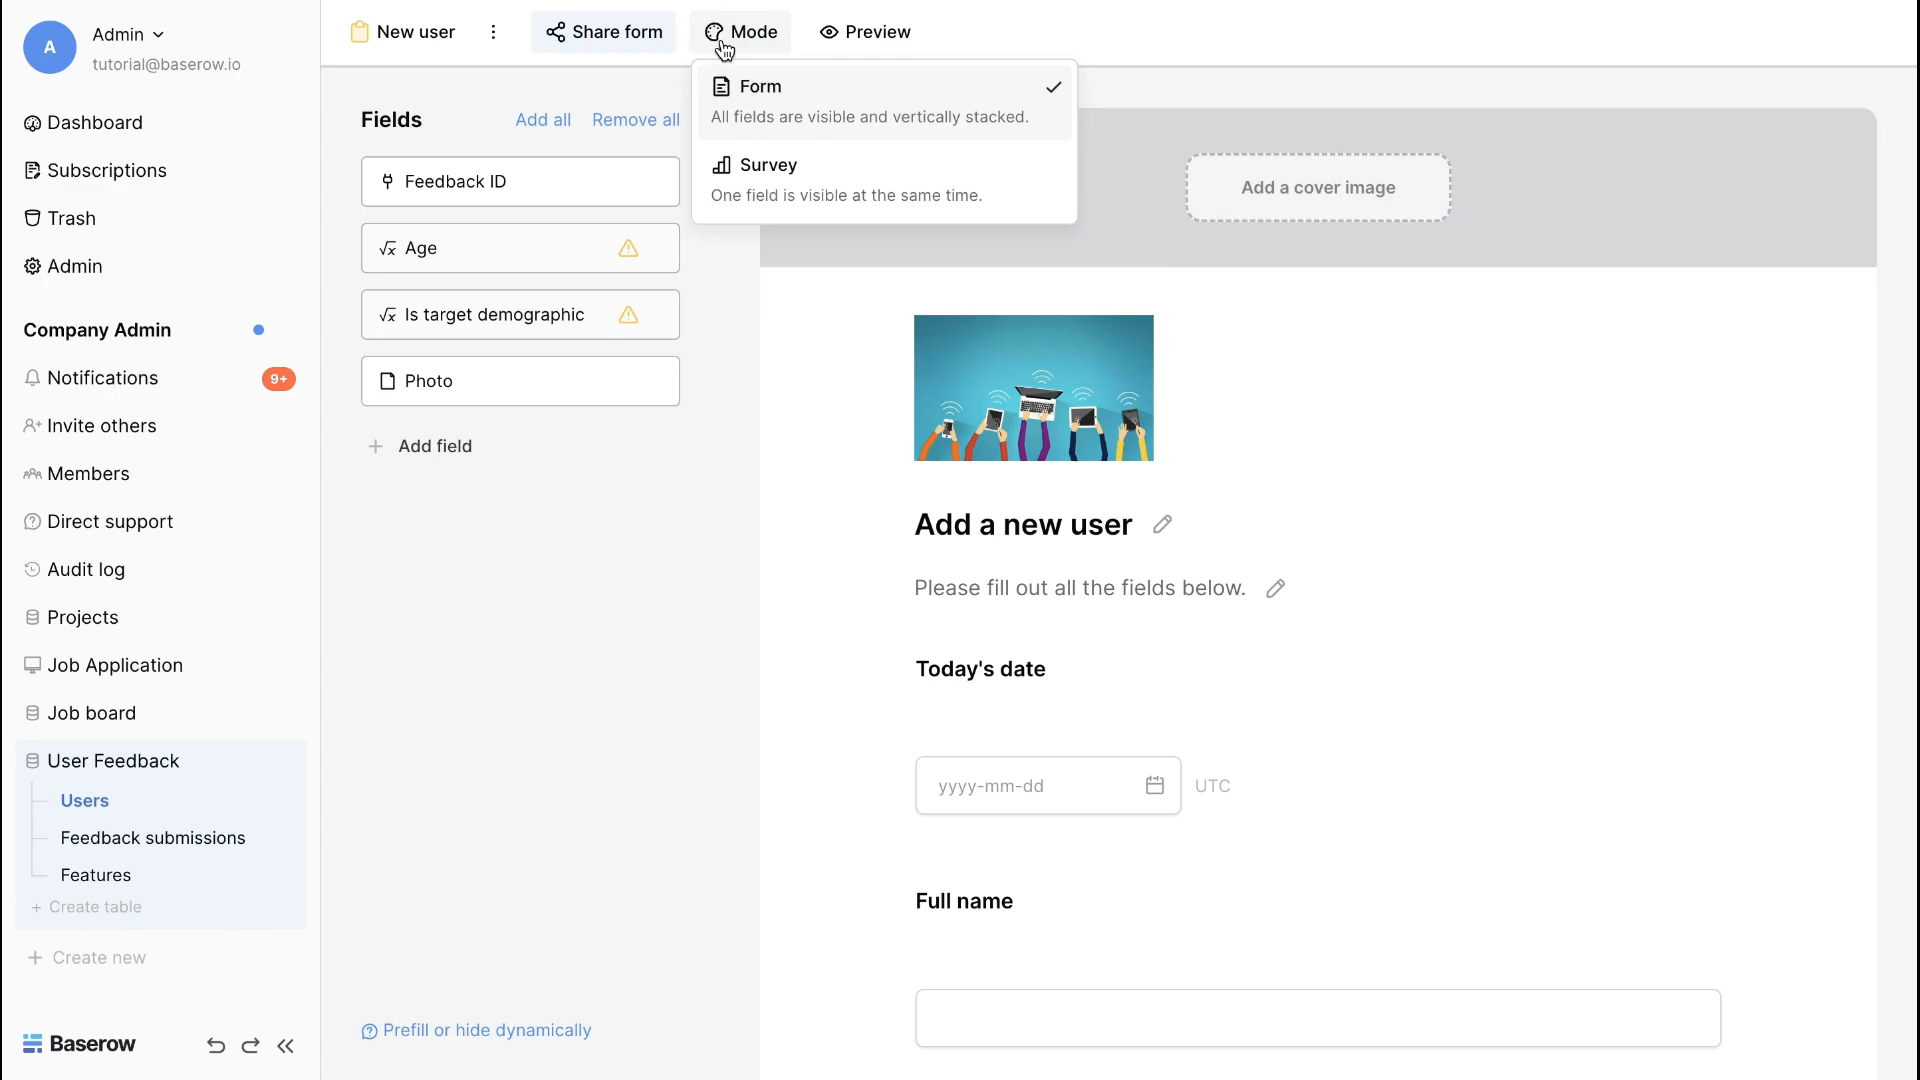 A
Admin
tutorial@baserow.io
Dashboard
Subscriptions
Trash
Admin
Company Admin
Notifications
9+
Invite others
Members
Direct support
Audit log
Projects
Job Application
Job board
User Feedback
Users
Feedback submissions
Features
+ Create table
+ Create new
Baserow
New user
Share form
Mode
Preview
Form
All fields are visible and vertically stacked.
Survey
One field is visible at the same time.
Fields
Add all
Remove all
Feedback ID
Age
Is target demographic
Photo
+ Add field
Prefill or hide dynamically
Add a cover image
Add a new user
Please fill out all the fields below.
Today's date
yyyy-mm-dd
UTC
Full name